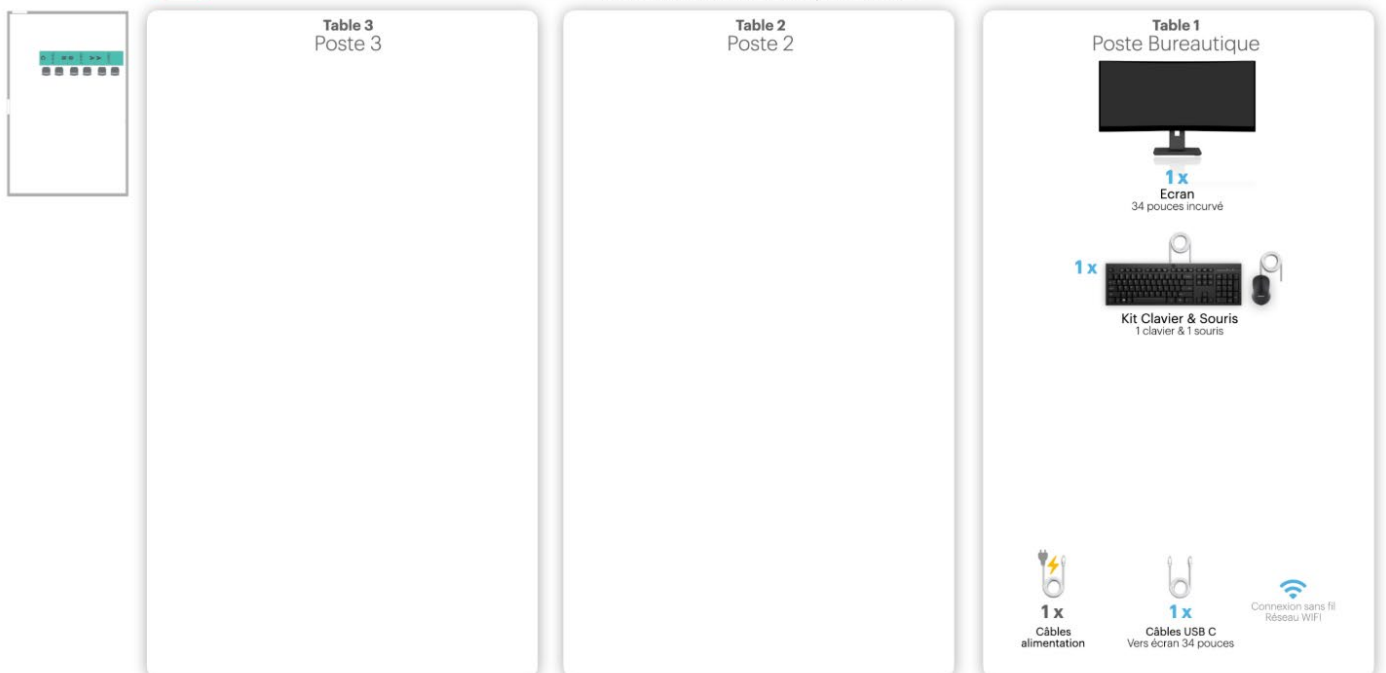 Table 3
Poste 3
Table 2
Poste 2
Table 1
Poste Bureautique
1 x
Ecran
34 pouces incurvé
1 x
Kit Clavier & Souris
1 clavier & 1 souris
1 x
Câbles
alimentation
1 x
Câbles USB C
Vers écran 34 pouces
Connexion sans fil
Réseau WIFI